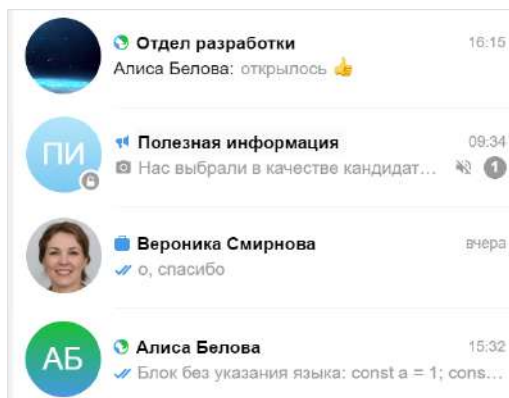 Отдел разработки 16:15
Алиса Белова: открылось 👍
ПИ Полезная информация 09:34
Нас выбрали в качестве кандидат... 1
Вероника Смирнова вчера
о, спасибо
АБ Алиса Белова 15:32
Блок без указания языка: const a = 1; cons...